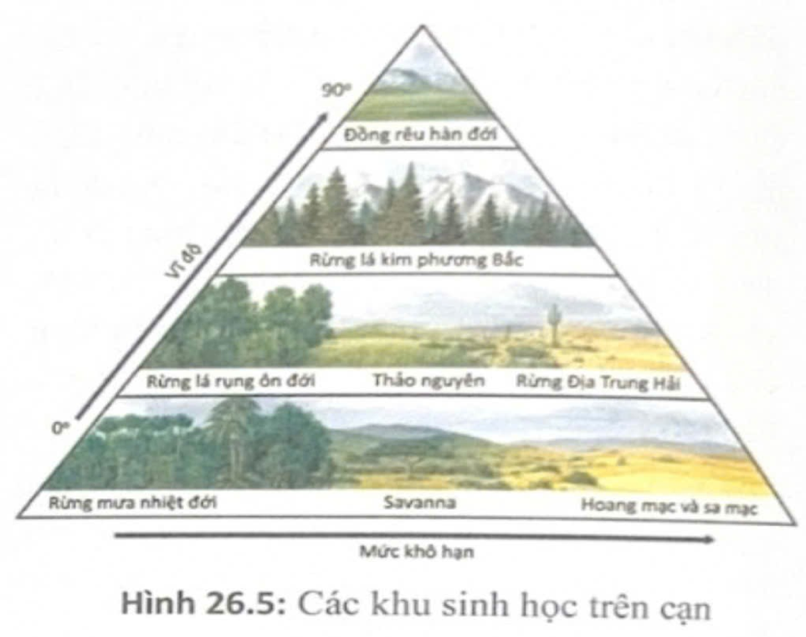 90°
Đồng rêu hàn đới
Rừng lá kim phương Bắc
Vĩ độ
Rừng lá rụng ôn đới Thảo nguyên Rừng Địa Trung Hải
0°
Rừng mưa nhiệt đới Savanna Hoang mạc và sa mạc
Mức khô hạn
Hình 26.5: Các khu sinh học trên cạn